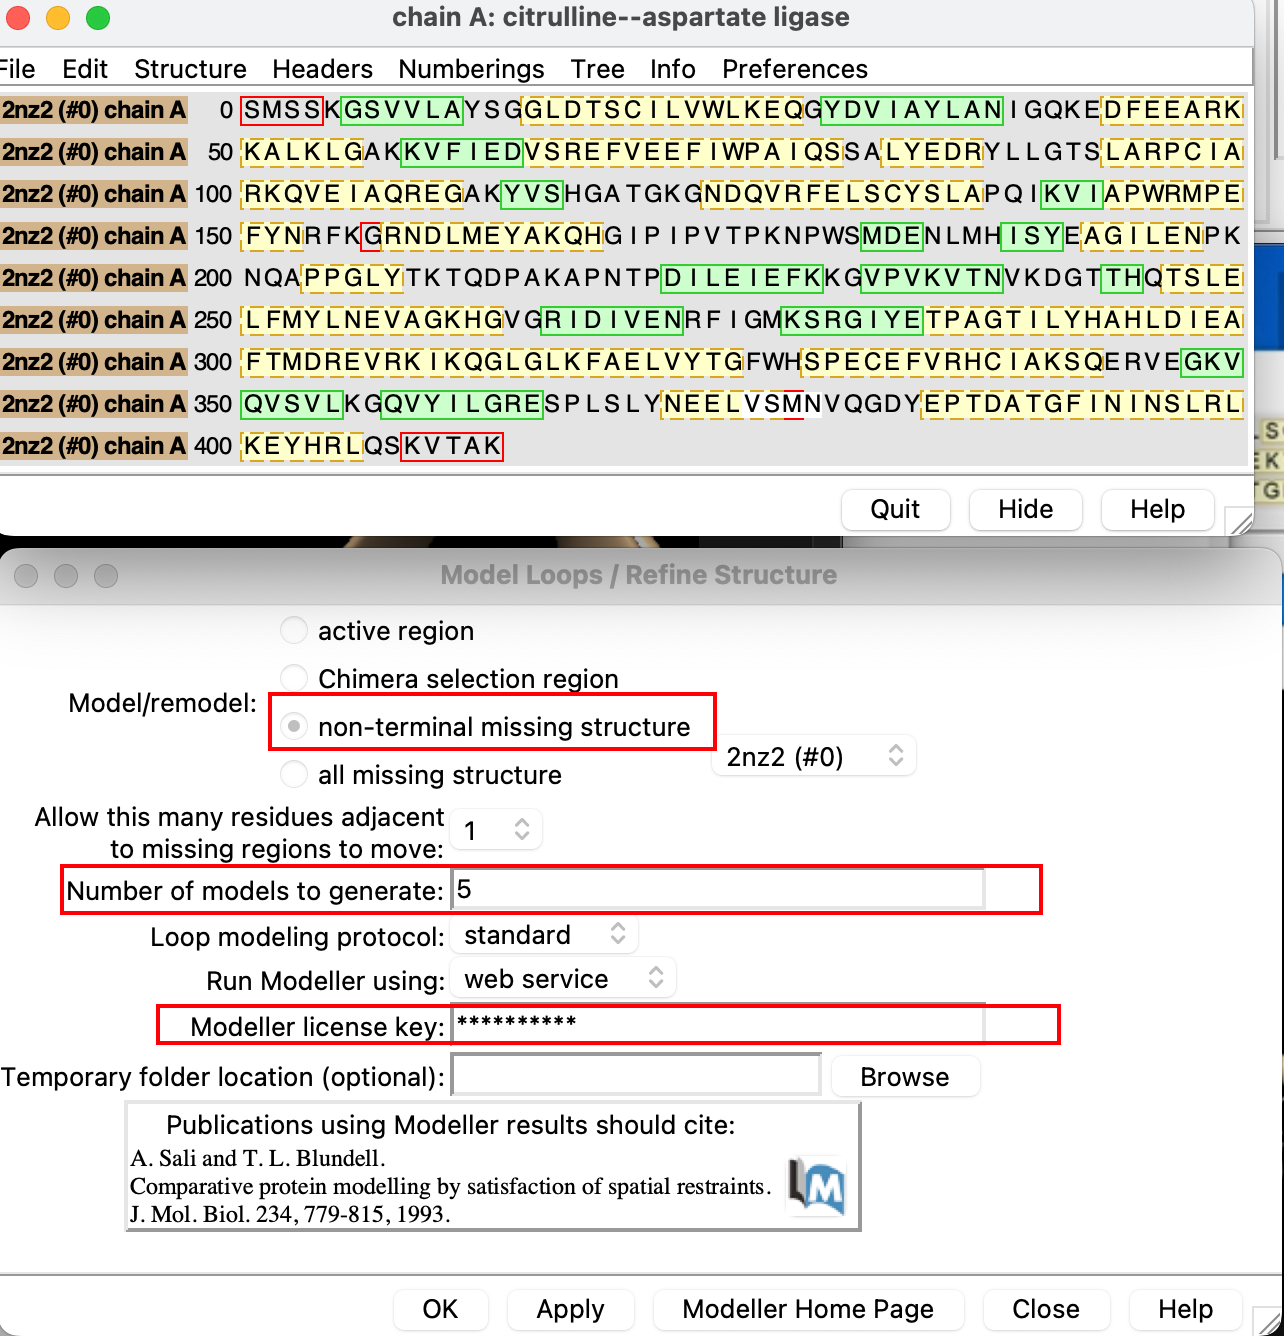 chain A: citrulline--aspartate ligase
File Edit Structure Headers Numberings Tree Info Preferences
2nz2 (#0) chain A 0 SMSSKGSVVLAYSGGLDTSCILVWLKEQGYDVIAYLANIGQKEDFEEARK
2nz2 (#0) chain A 50 KALKLGAKKVFIEDVSREFVEEFIWPAIQSSALYEDRYLLGTSLARPCIA
2nz2 (#0) chain A 100 RKQVEIAQREGAKYVSHGATGKGNDQVRFELSCYSLAPQIKVIAPWRMPE
2nz2 (#0) chain A 150 FYNRFKGRNDLMEYAKQHGIPIPVTPKNPWSMDENLMHISYEAGILENPK
2nz2 (#0) chain A 200 NQAPPGLYTKTQDPAKAPNTPDILEIEFKKGVPVKVTNVKDGTTHQTSLE
2nz2 (#0) chain A 250 LFMYLNEVAGKHGVGRIDIVENRFIGMKSRGIYETPAGTILYHAHLDIEA
2nz2 (#0) chain A 300 FTMDREVRKIKQGLGLKFAELVYTGFWHSPECEFVRHCIAKSQERVEGKV
2nz2 (#0) chain A 350 QVSVLKGQVYILGRESPLSLYNEELVSMNVQGDYEPTDATGFININSLRL
2nz2 (#0) chain A 400 KEYHRLQSKVTAK
Quit Hide Help
Model Loops / Refine Structure
active region
Chimera selection region
Model/remodel:
non-terminal missing structure
2nz2 (#0)
all missing structure
Allow this many residues adjacent
to missing regions to move: 1
Number of models to generate: 5
Loop modeling protocol: standard
Run Modeller using: web service
Modeller license key: **********
Temporary folder location (optional): Browse
Publications using Modeller results should cite:
A. Sali and T. L. Blundell.
Comparative protein modelling by satisfaction of spatial restraints.
J. Mol. Biol. 234, 779-815, 1993.
M
OK Apply Modeller Home Page Close Help